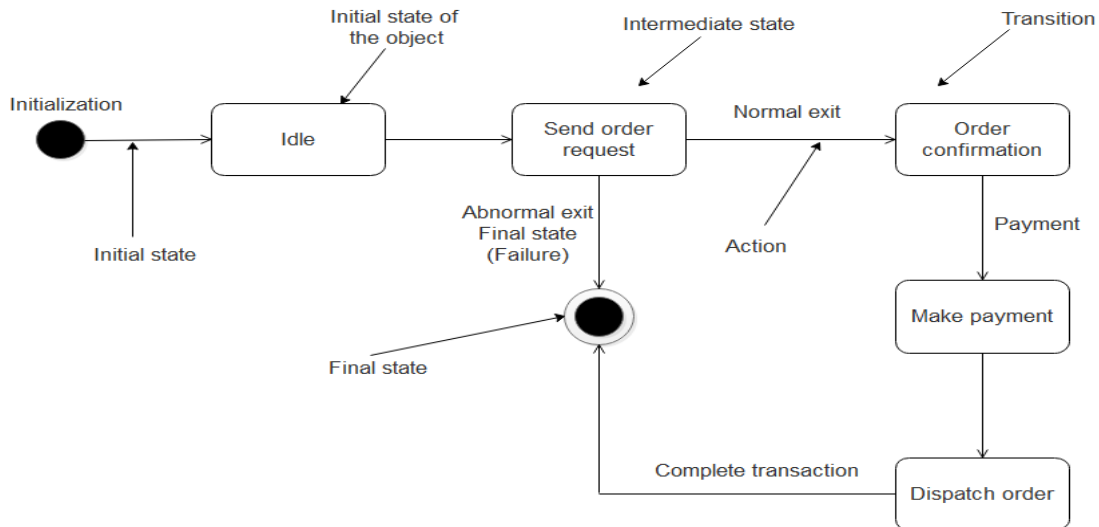 Initial state of
the object
Intermediate state
Transition
Initialization
Idle
Send order
request
Normal exit
Order
confirmation
Abnormal exit
Final state
(Failure)
Initial state
Action
Payment
Make payment
Final state
Complete transaction
Dispatch order